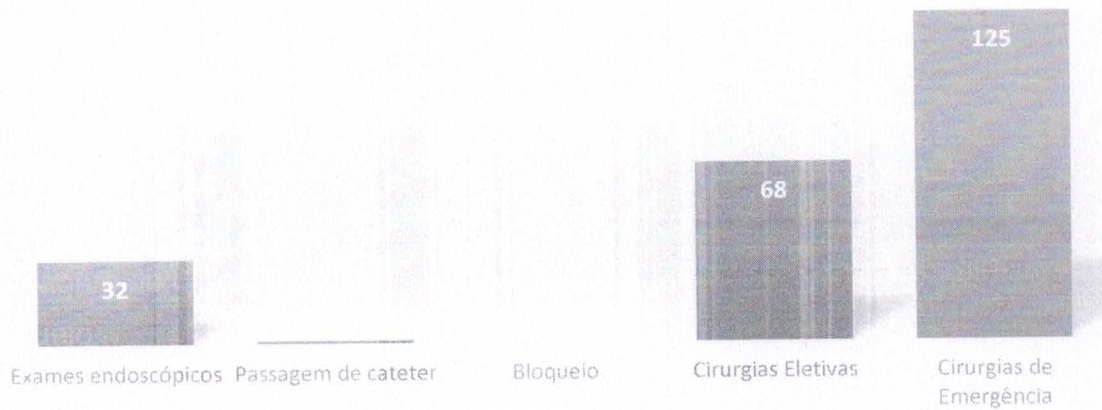 125
68
32
Exames endoscópicos
Passagem de cateter
Bloqueio
Cirurgias Eletivas
Cirurgias de
Emergência